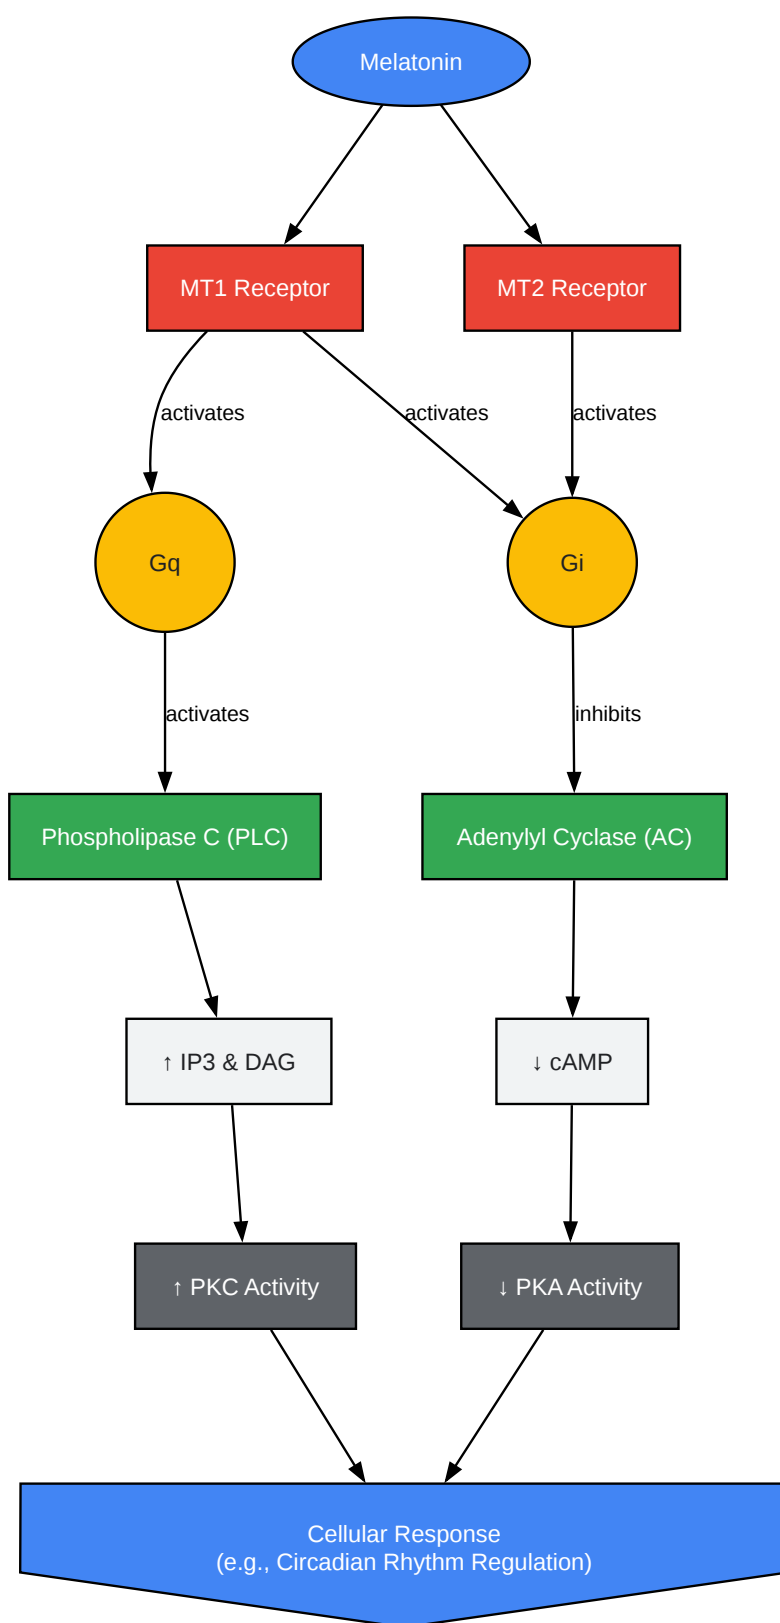 Melatonin
MT1 Receptor
MT2 Receptor
activates
activates
activates
Gq
Gi
activates
inhibits
Phospholipase C (PLC)
Adenylyl Cyclase (AC)
↑ IP3 & DAG
↓ cAMP
↑ PKC Activity
↓ PKA Activity
Cellular Response
(e.g., Circadian Rhythm Regulation)